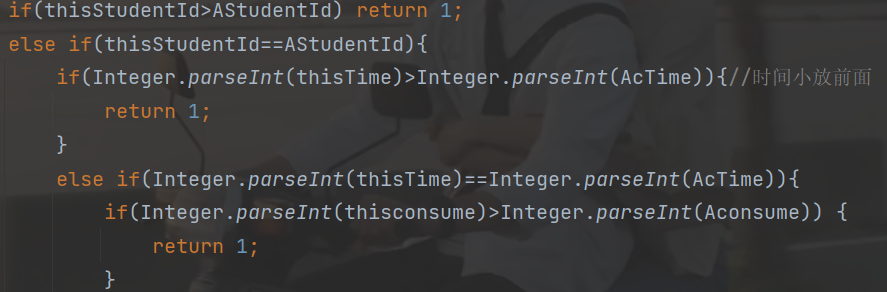 if(thisStudentId>AStudentId) return 1;
else if(thisStudentId==AStudentId){
if(Integer.parseInt(thisTime)>Integer.parseInt(AcTime)){//时间小放前面
return 1;
}
else if(Integer.parseInt(thisTime)==Integer.parseInt(AcTime)){
if(Integer.parseInt(thisconsume)>Integer.parseInt(Aconsume)) {
return 1;
}